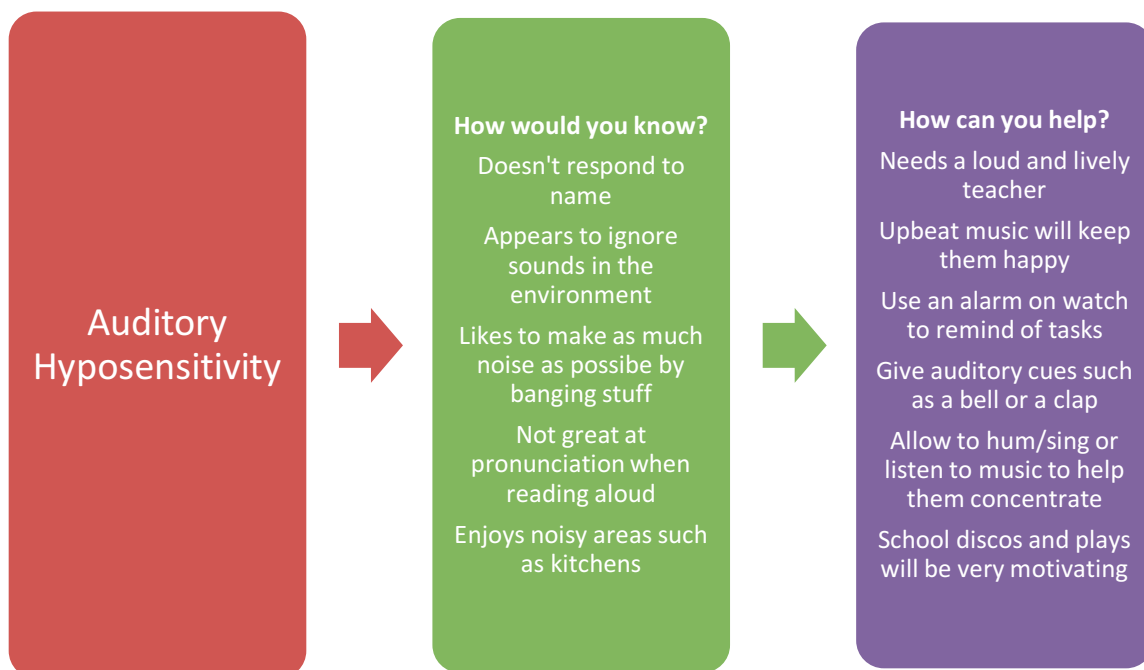 Auditory
Hyposensitivity
How would you know?
Doesn't respond to
name
Appears to ignore
sounds in the
environment
Likes to make as much
noise as possibe by
banging stuff
Not great at
pronunciation when
reading aloud
Enjoys noisy areas such
as kitchens
How can you help?
Needs a loud and lively
teacher
Upbeat music will keep
them happy
Use an alarm on watch
to remind of tasks
Give auditory cues such
as a bell or a clap
Allow to hum/sing or
listen to music to help
them concentrate
School discos and plays
will be very motivating